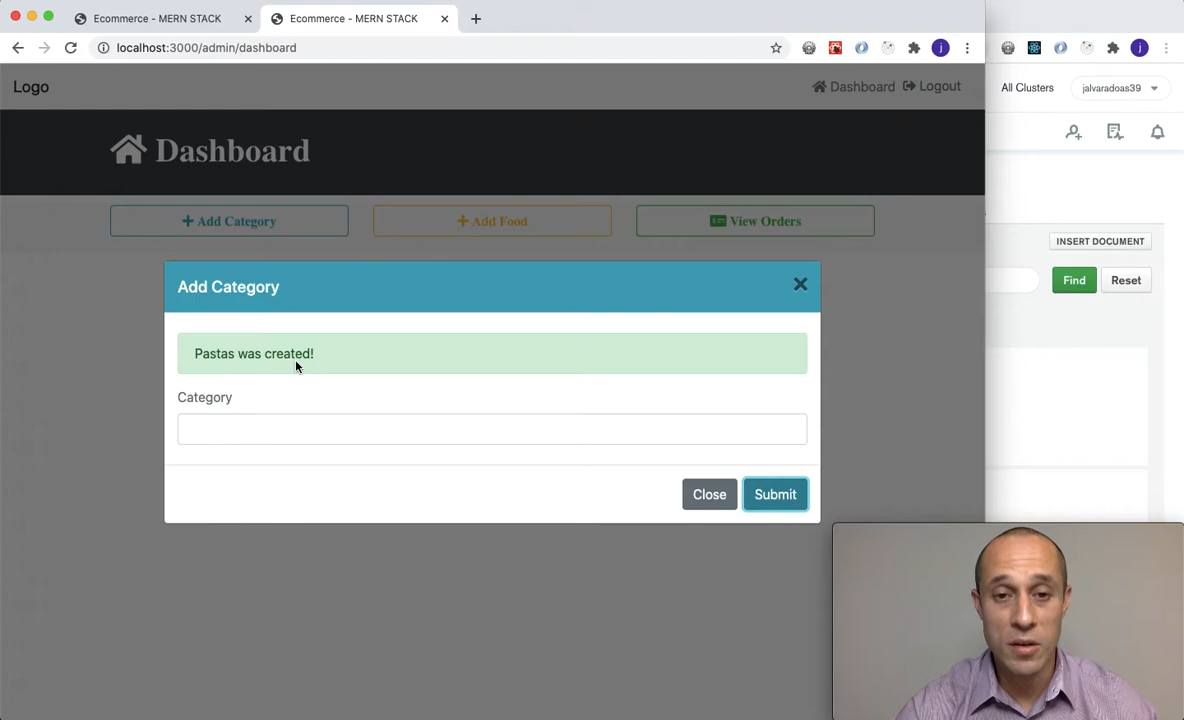 Ecommerce - MERN STACK
Ecommerce - MERN STACK
localhost:3000/admin/dashboard
j
j
Logo
Dashboard
Logout
All Clusters
jalvaradoas39
Dashboard
Add Category
Add Food
View Orders
INSERT DOCUMENT
Find
Reset
Add Category
Pastas was created!
Category
Close
Submit